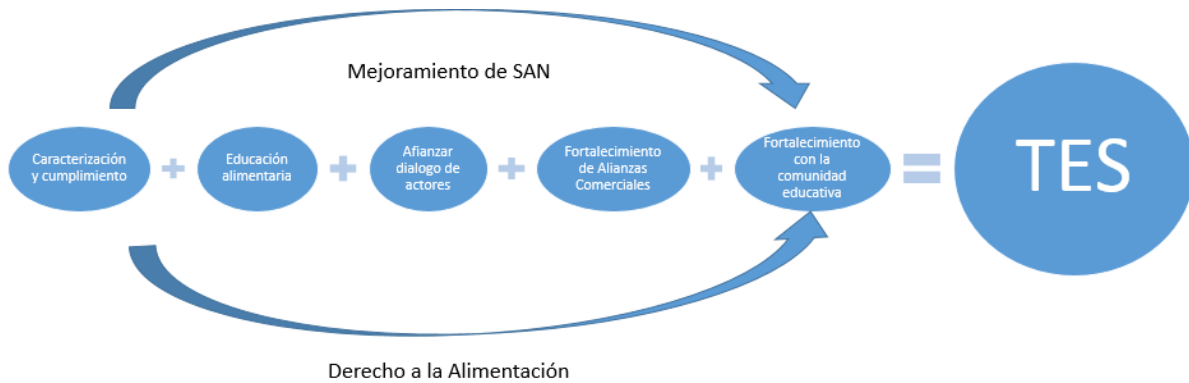 Mejoramiento de SAN
Caracterización
y cumplimiento
+
Educación
alimentaria
+
Afianzar
dialogo de
actores
+
Fortalecimiento
de Alianzas
Comerciales
+
Fortalecimiento
con la
comunidad
educativa
=
TES
Derecho a la Alimentación